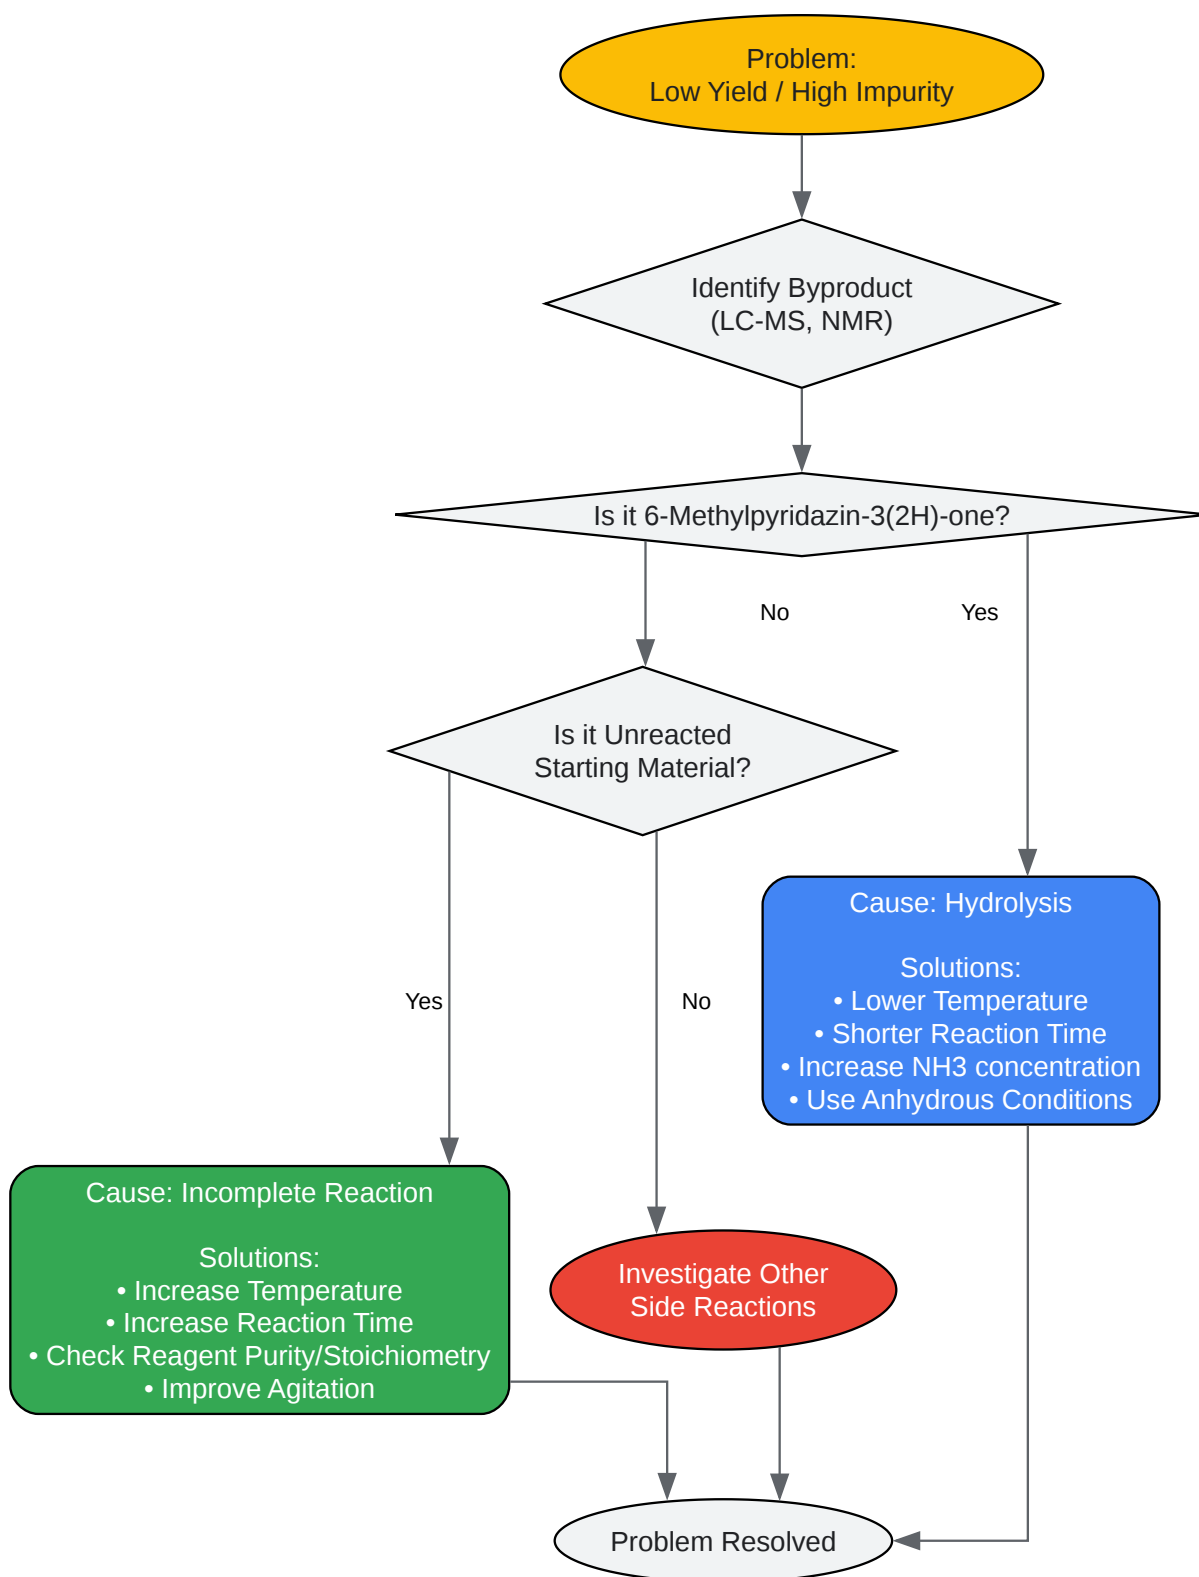 Problem:
Low Yield / High Impurity
Identify Byproduct
(LC-MS, NMR)
Is it 6-Methylpyridazin-3(2H)-one?
No
Yes
Is it Unreacted
Starting Material?
Cause: Hydrolysis
Solutions:
• Lower Temperature
• Shorter Reaction Time
• Increase NH3 concentration
• Use Anhydrous Conditions
Yes
No
Cause: Incomplete Reaction
Solutions:
• Increase Temperature
• Increase Reaction Time
• Check Reagent Purity/Stoichiometry
• Improve Agitation
Investigate Other
Side Reactions
Problem Resolved